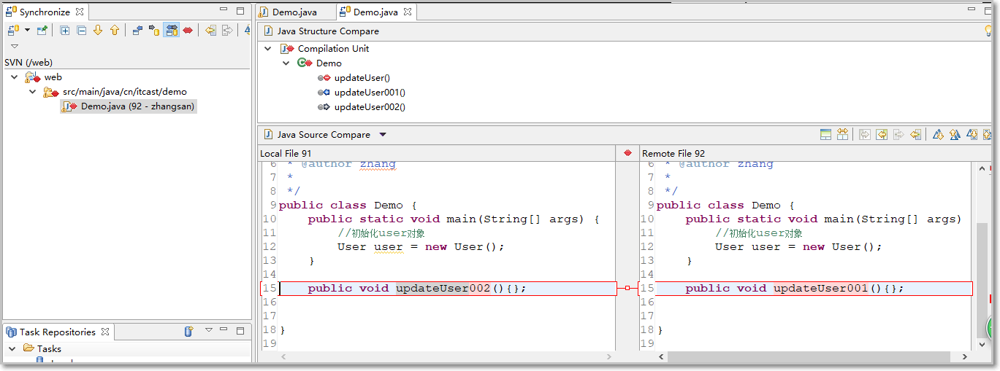 Synchronize
SVN (/web)
web
src/main/java/cn/itcast/demo
Demo.java (92 - zhangsan)
Task Repositories
Tasks
Demo.java
Demo.java
Java Structure Compare
Compilation Unit
Demo
updateUser()
updateUser001()
updateUser002()
Java Source Compare
Local File 91
6 * @author zhang
7 *
8 */
9 public class Demo {
10 public static void main(String[] args) {
11 //初始化user对象
12 User user = new User();
13 }
14
15 public void updateUser002(){};
16
17
18 }
19
Remote File 92
6 * @author zhang
7 *
8 */
9 public class Demo {
10 public static void main(String[] args)
11 //初始化user对象
12 User user = new User();
13 }
14
15 public void updateUser001(){};
16
17
18 }
19